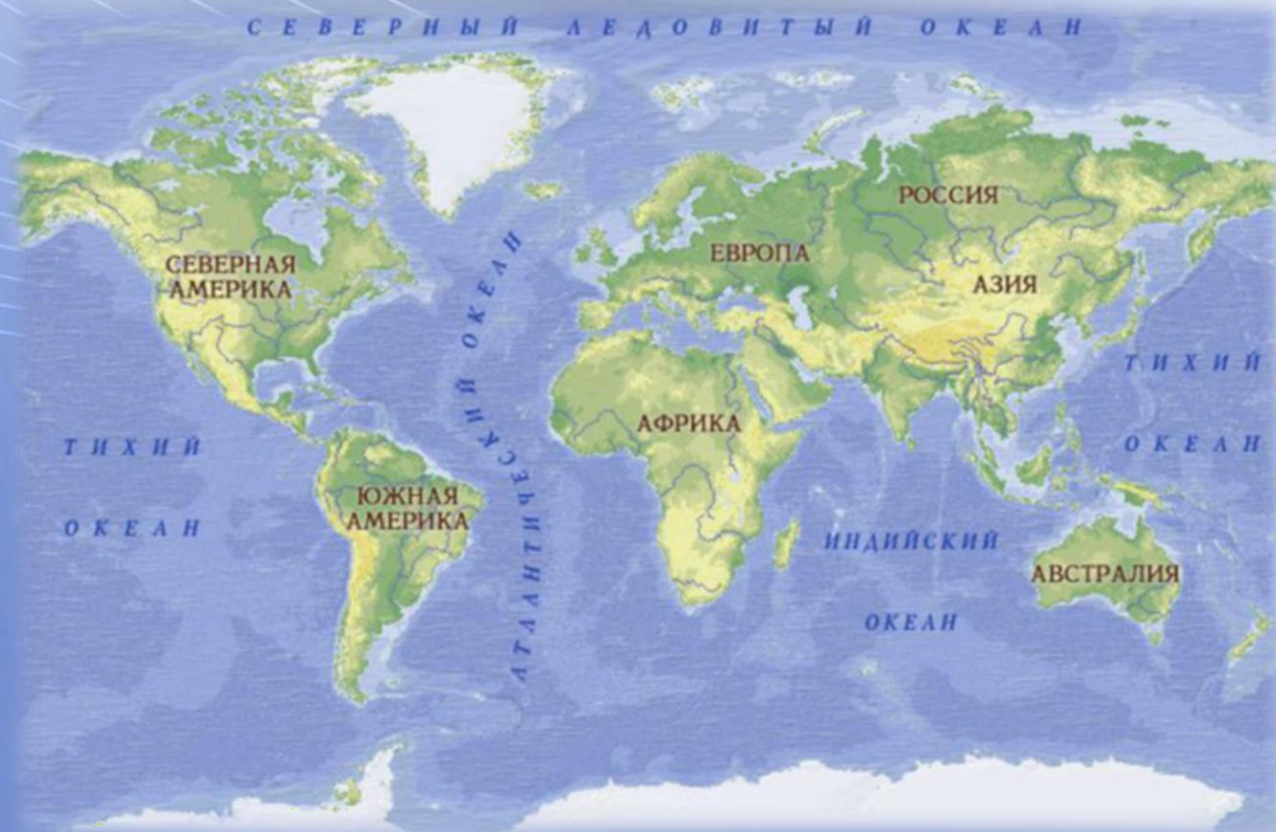 СЕВЕРНЫЙ ЛЕДОВИТЫЙ ОКЕАН
РОССИЯ
ЕВРОПА
СЕВЕРНАЯ
АМЕРИКА
АЗИЯ
АТЛАНТИЧЕСКИЙ ОКЕАН
ТИХИЙ
ОКЕАН
АФРИКА
ТИХИЙ
ОКЕАН
ЮЖНАЯ
АМЕРИКА
ИНДИЙСКИЙ
ОКЕАН
АВСТРАЛИЯ